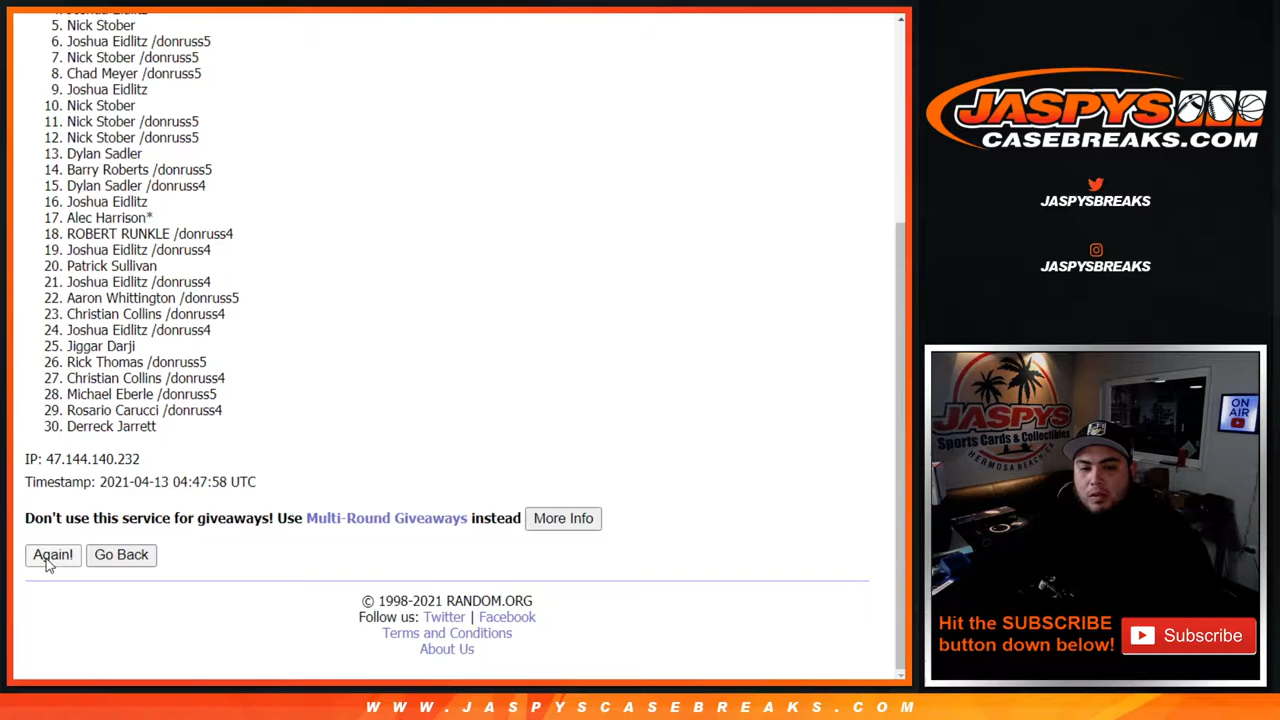 5. Nick Stober
6. Joshua Eidlitz /donruss5
7. Nick Stober /donruss5
8. Chad Meyer /donruss5
9. Joshua Eidlitz
10. Nick Stober
11. Nick Stober /donruss5
12. Nick Stober /donruss5
13. Dylan Sadler
14. Barry Roberts /donruss5
15. Dylan Sadler /donruss4
16. Joshua Eidlitz
17. Alec Harrison*
18. ROBERT RUNKLE /donruss4
19. Joshua Eidlitz /donruss4
20. Patrick Sullivan
21. Joshua Eidlitz /donruss4
22. Aaron Whittington /donruss5
23. Christian Collins /donruss4
24. Joshua Eidlitz /donruss4
25. Jiggar Darji
26. Rick Thomas /donruss5
27. Christian Collins /donruss4
28. Michael Eberle /donruss5
29. Rosario Carucci /donruss4
30. Derreck Jarrett
IP: 47.144.140.232
Timestamp: 2021-04-13 04:47:58 UTC
Don't use this service for giveaways! Use Multi-Round Giveaways instead More Info
Again! Go Back
© 1998-2021 RANDOM.ORG
Follow us: Twitter | Facebook
Terms and Conditions
About Us
JASPYS
CASEBREAKS.COM
JASPYSBREAKS
JASPYSBREAKS
JASPYS
Sports Cards & Collectibles
HERMOSA BEACH, CA
ON
AIR
Hit the SUBSCRIBE
button down below!
Subscribe
WWW.JASPYSCASEBREAKS.COM